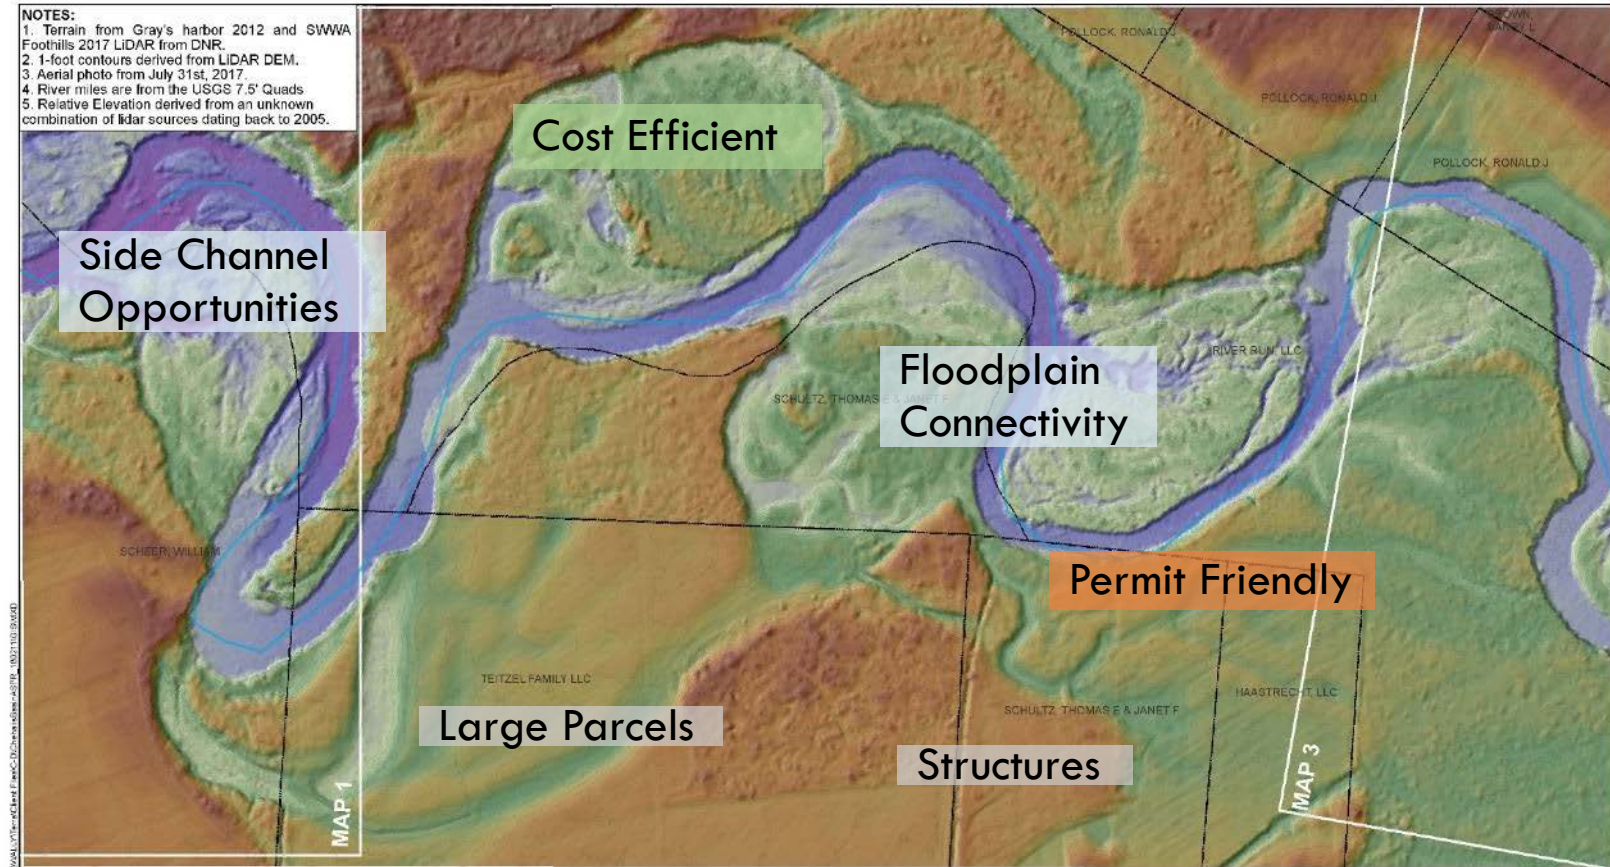 NOTES:
1. Terrain from Gray's harbor 2012 and SWWA
Foothills 2017 LiDAR from DNR.
2. 1-foot contours derived from LiDAR DEM.
3. Aerial photo from July 31st, 2017.
4. River miles are from the USGS 7.5' Quads
5. Relative Elevation derived from an unknown
combination of lidar sources dating back to 2005.
POLLOCK, RONALD J
POLLOCK, RONALD J
POLLOCK, RONALD J
Cost Efficient
Side Channel
Opportunities
RIVER RUN, LLC
Floodplain
Connectivity
SCHULTZ, THOMAS E & JANET F
SCHEER, WILLIAM
Permit Friendly
TEITZEL FAMILY LLC
HAASTRECHT, LLC
SCHULTZ, THOMAS E & JANET F
Large Parcels
Structures
MAP 1
MAP 3